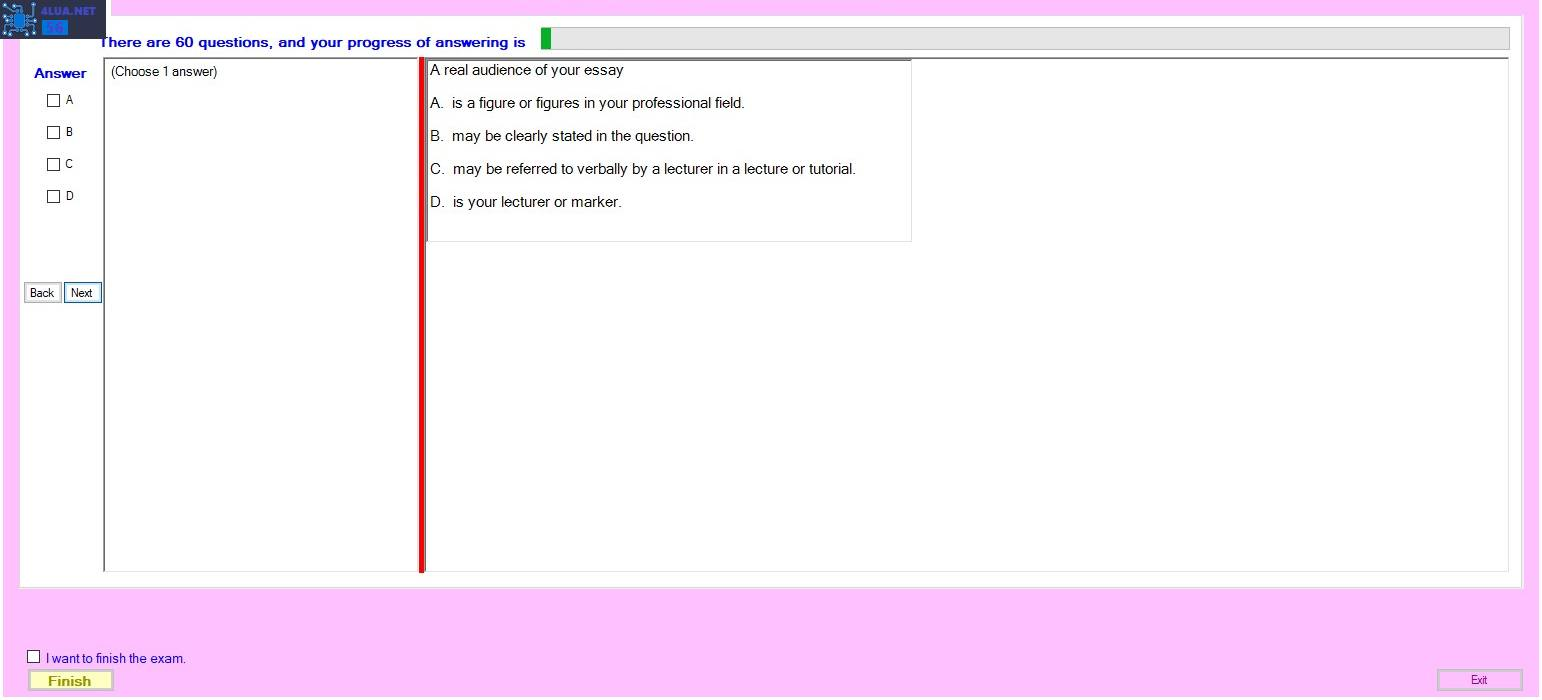 4LUA.NET
56
There are 60 questions, and your progress of answering is
Answer
A
B
C
D
Back
Next
(Choose 1 answer)
A real audience of your essay
A. is a figure or figures in your professional field.
B. may be clearly stated in the question.
C. may be referred to verbally by a lecturer in a lecture or tutorial.
D. is your lecturer or marker.
I want to finish the exam.
Finish
Exit